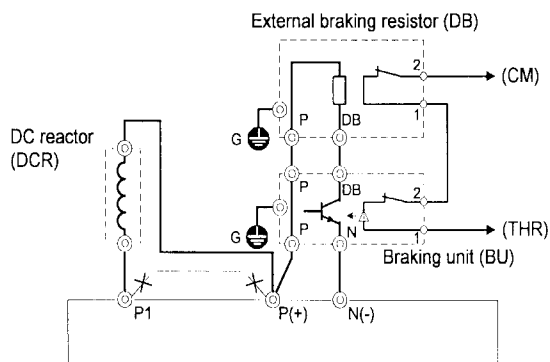 External braking resistor (DB)
2
(CM)
1
P
DB
G
DC reactor
(DCR)
P
DB
2
G
P
N
1
(THR)
Braking unit (BU)
P1
P(+)
N(-)